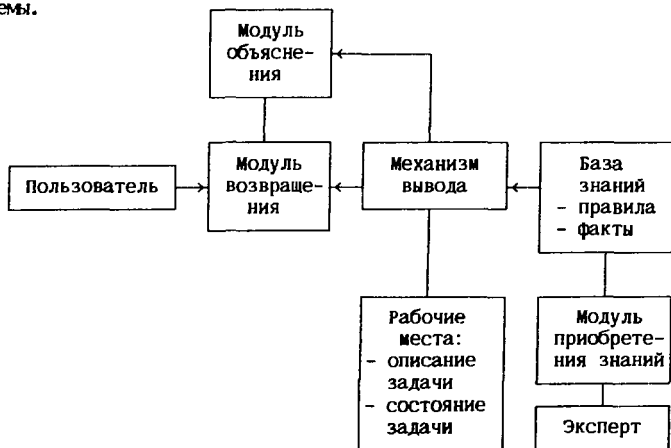 емы.
Модуль
объясне-
ния
Пользователь
Модуль
возвраще-
ния
Механизм
вывода
База
знаний
- правила
- факты
Рабочие
места:
- описание
задачи
- состояние
задачи
Модуль
приобрете-
ния знаний
Эксперт